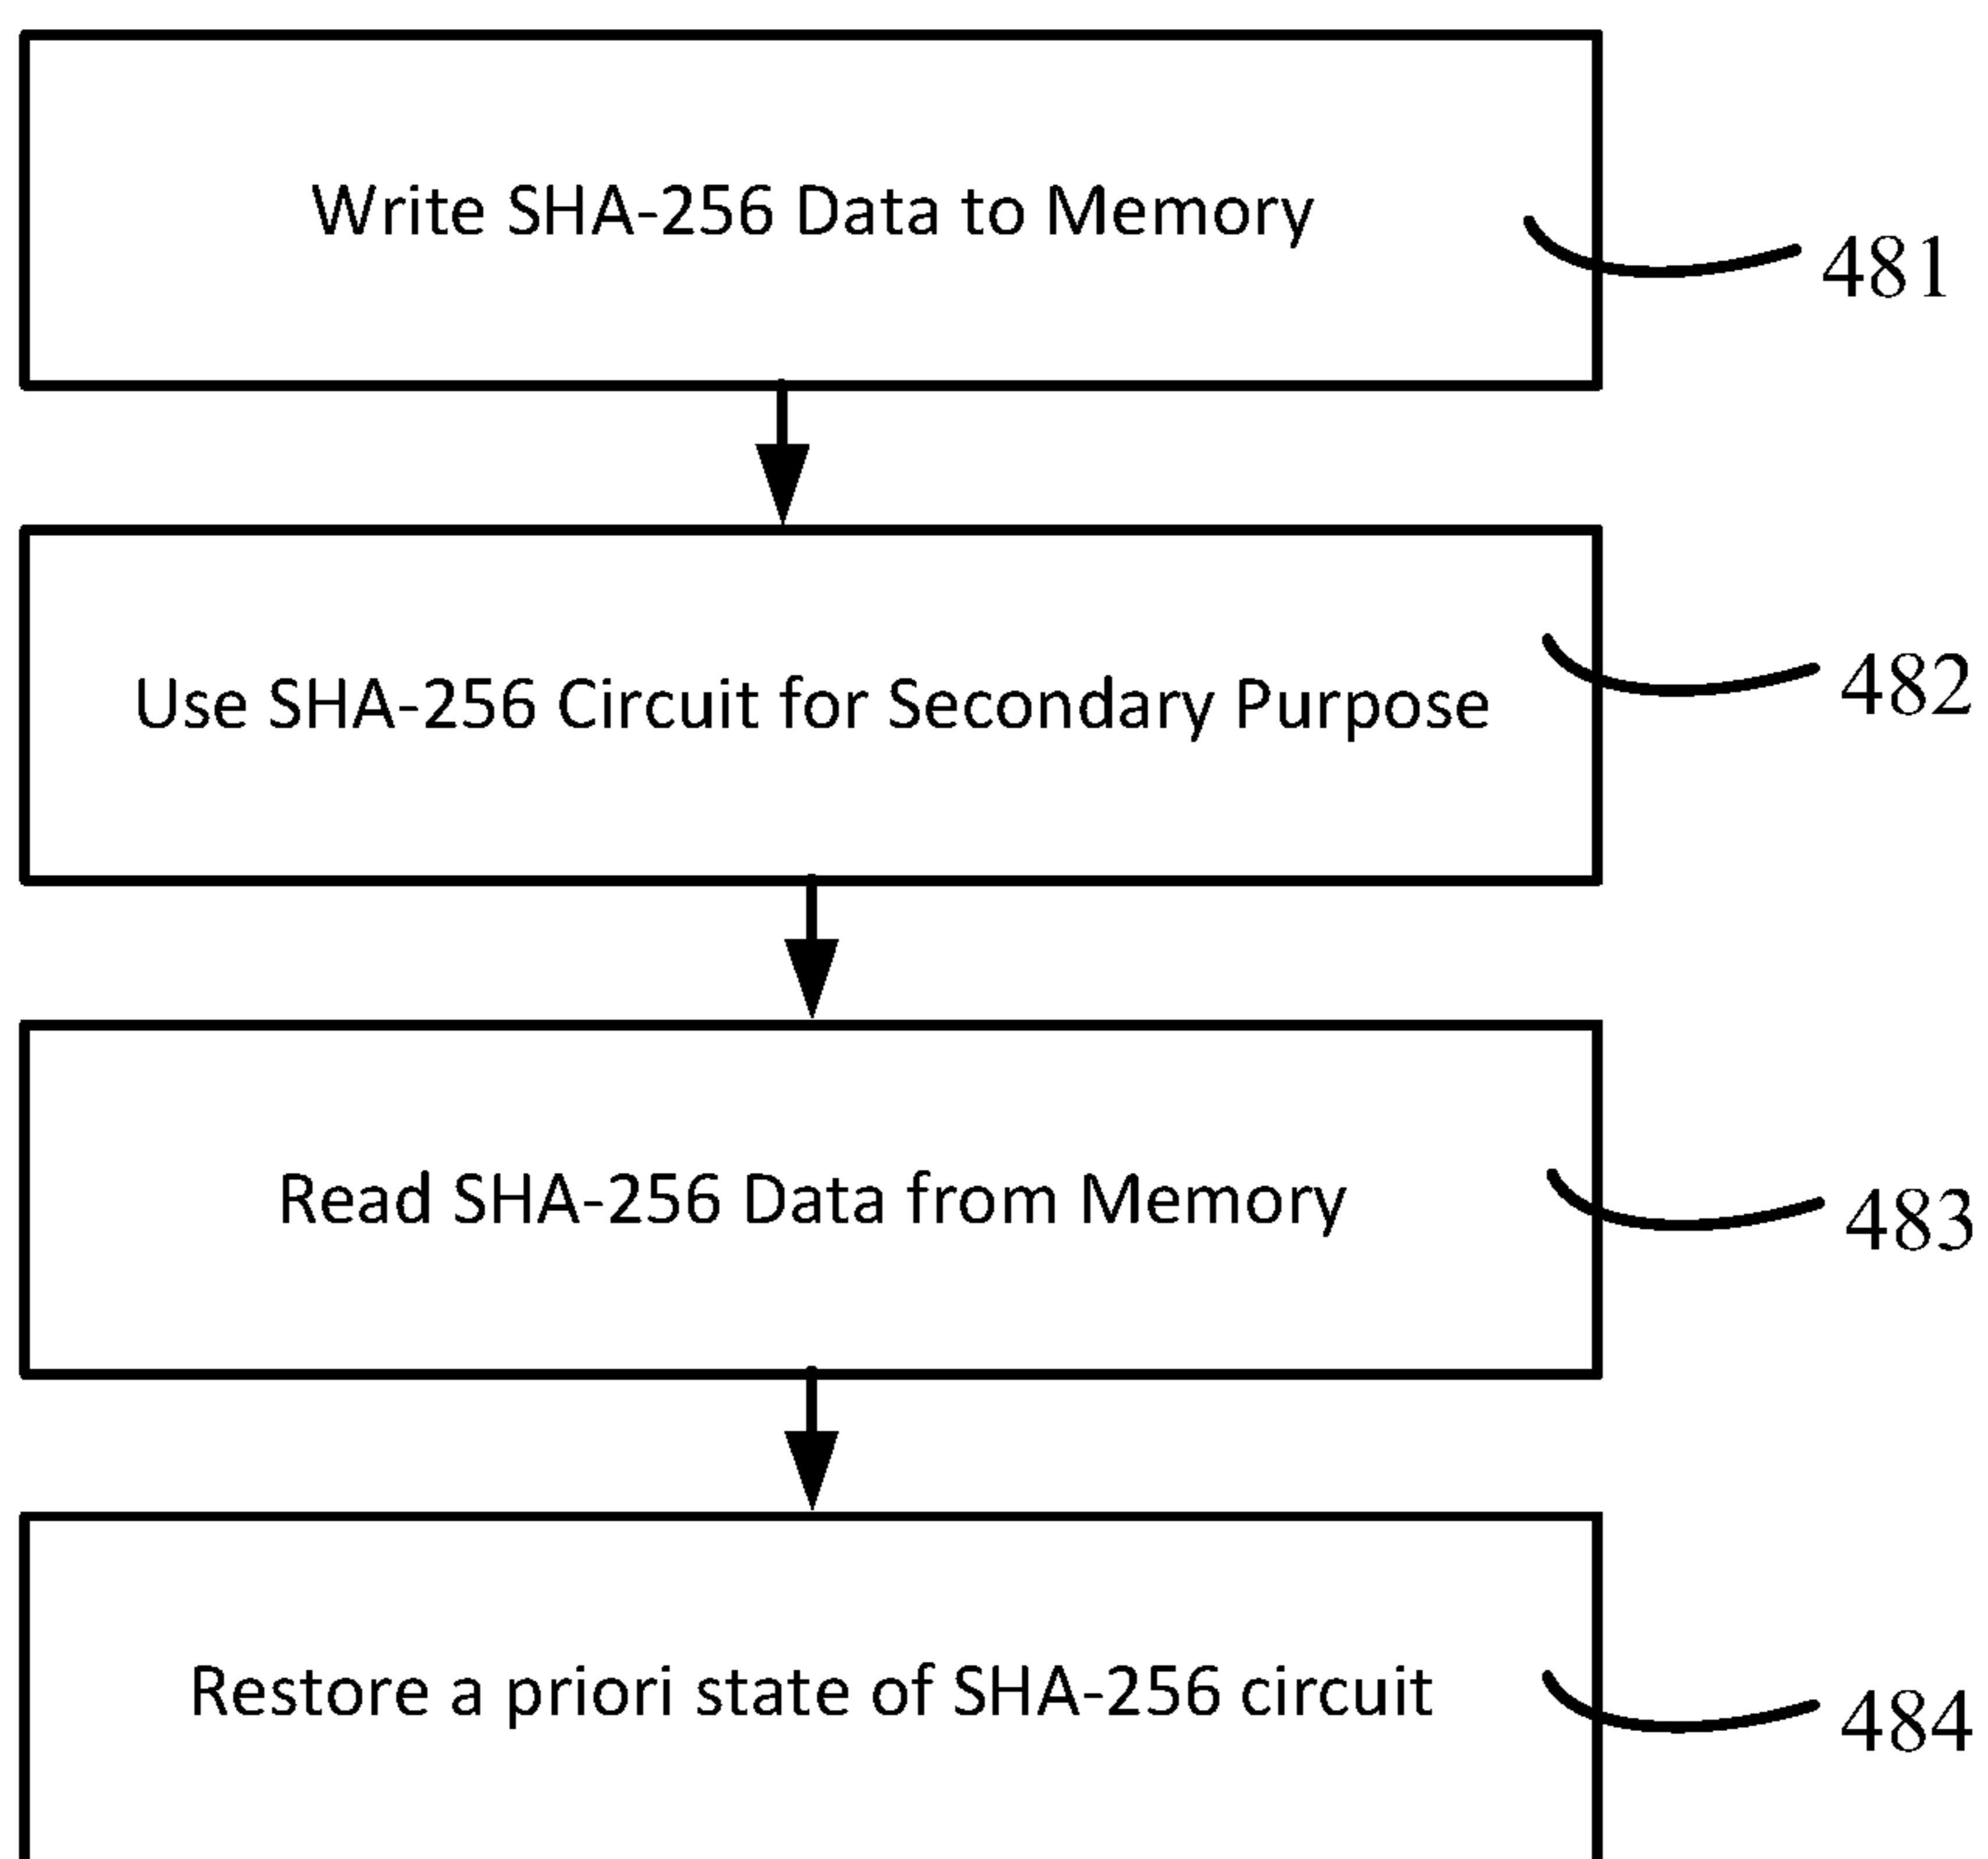 Write SHA-256 Data to Memory
481
Use SHA-256 Circuit for Secondary Purpose
482
Read SHA-256 Data from Memory
483
Restore a priori state of SHA-256 circuit
484